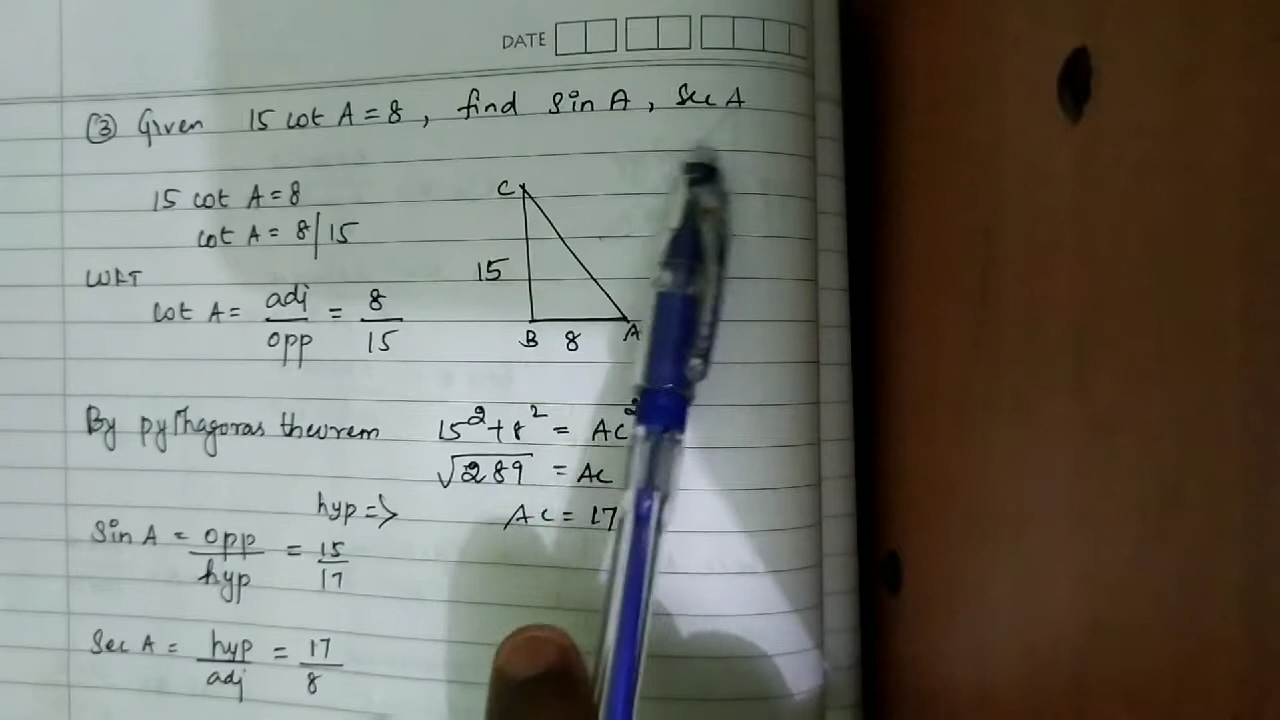 DATE
③ Given 15 cot A = 8, find sin A, sec A
15 cot A = 8
cot A = 8/15
WKT
cot A = adj/opp = 8/15
C
15
B 8 A
By pythagoras theorem 15² + 8² = AC²
√289 = AC
hyp => AC = 17
Sin A = opp/hyp = 15/17
Sec A = hyp/adj = 17/8